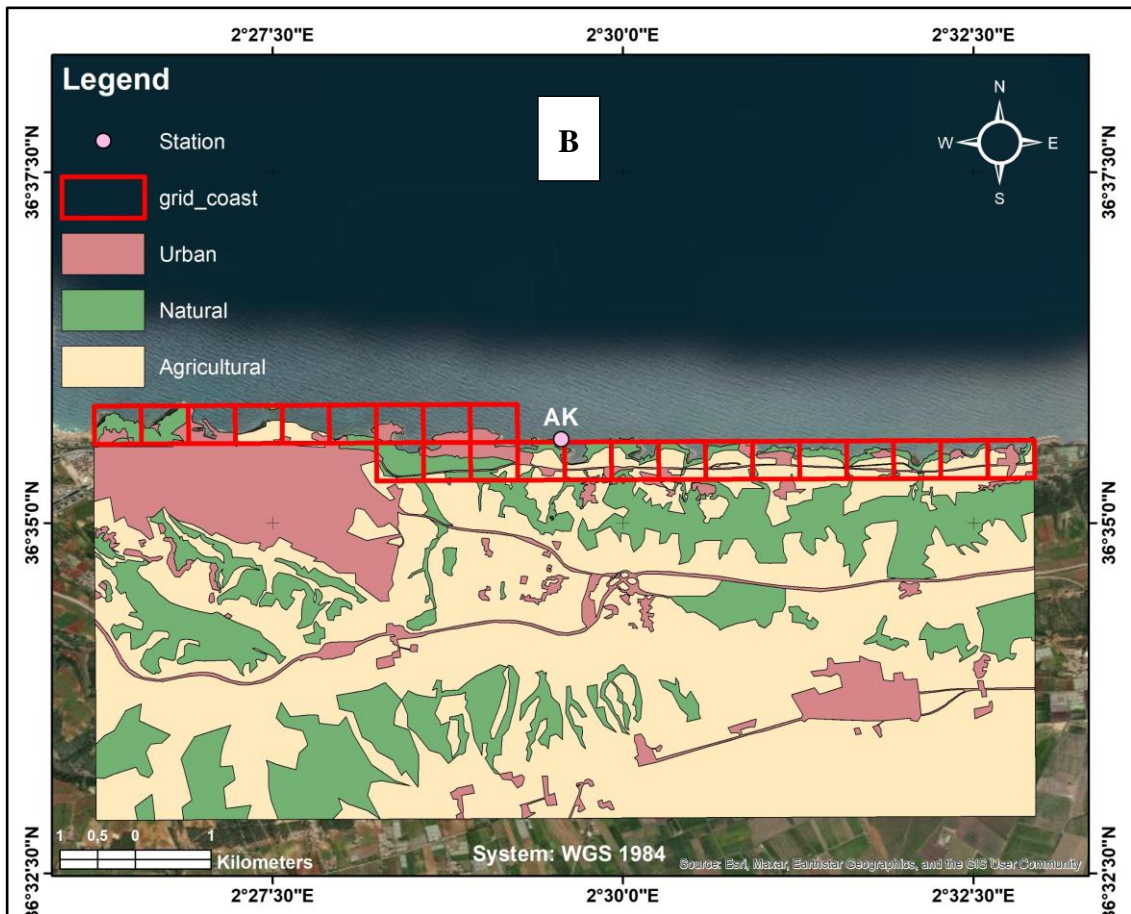 2°27'30"E 2°30'0"E 2°32'30"E
Legend
B
N
W E
S
Station
36°37'30"N
36°37'30"N
grid_coast
Urban
Natural
Agricultural
AK
36°35'0"N
36°35'0"N
1 0,5 0 1
Kilometers
System: WGS 1984
Source: Esri, Maxar, Earthstar Geographics, and the GIS User Community
36°32'30"N
36°32'30"N
2°27'30"E 2°30'0"E 2°32'30"E